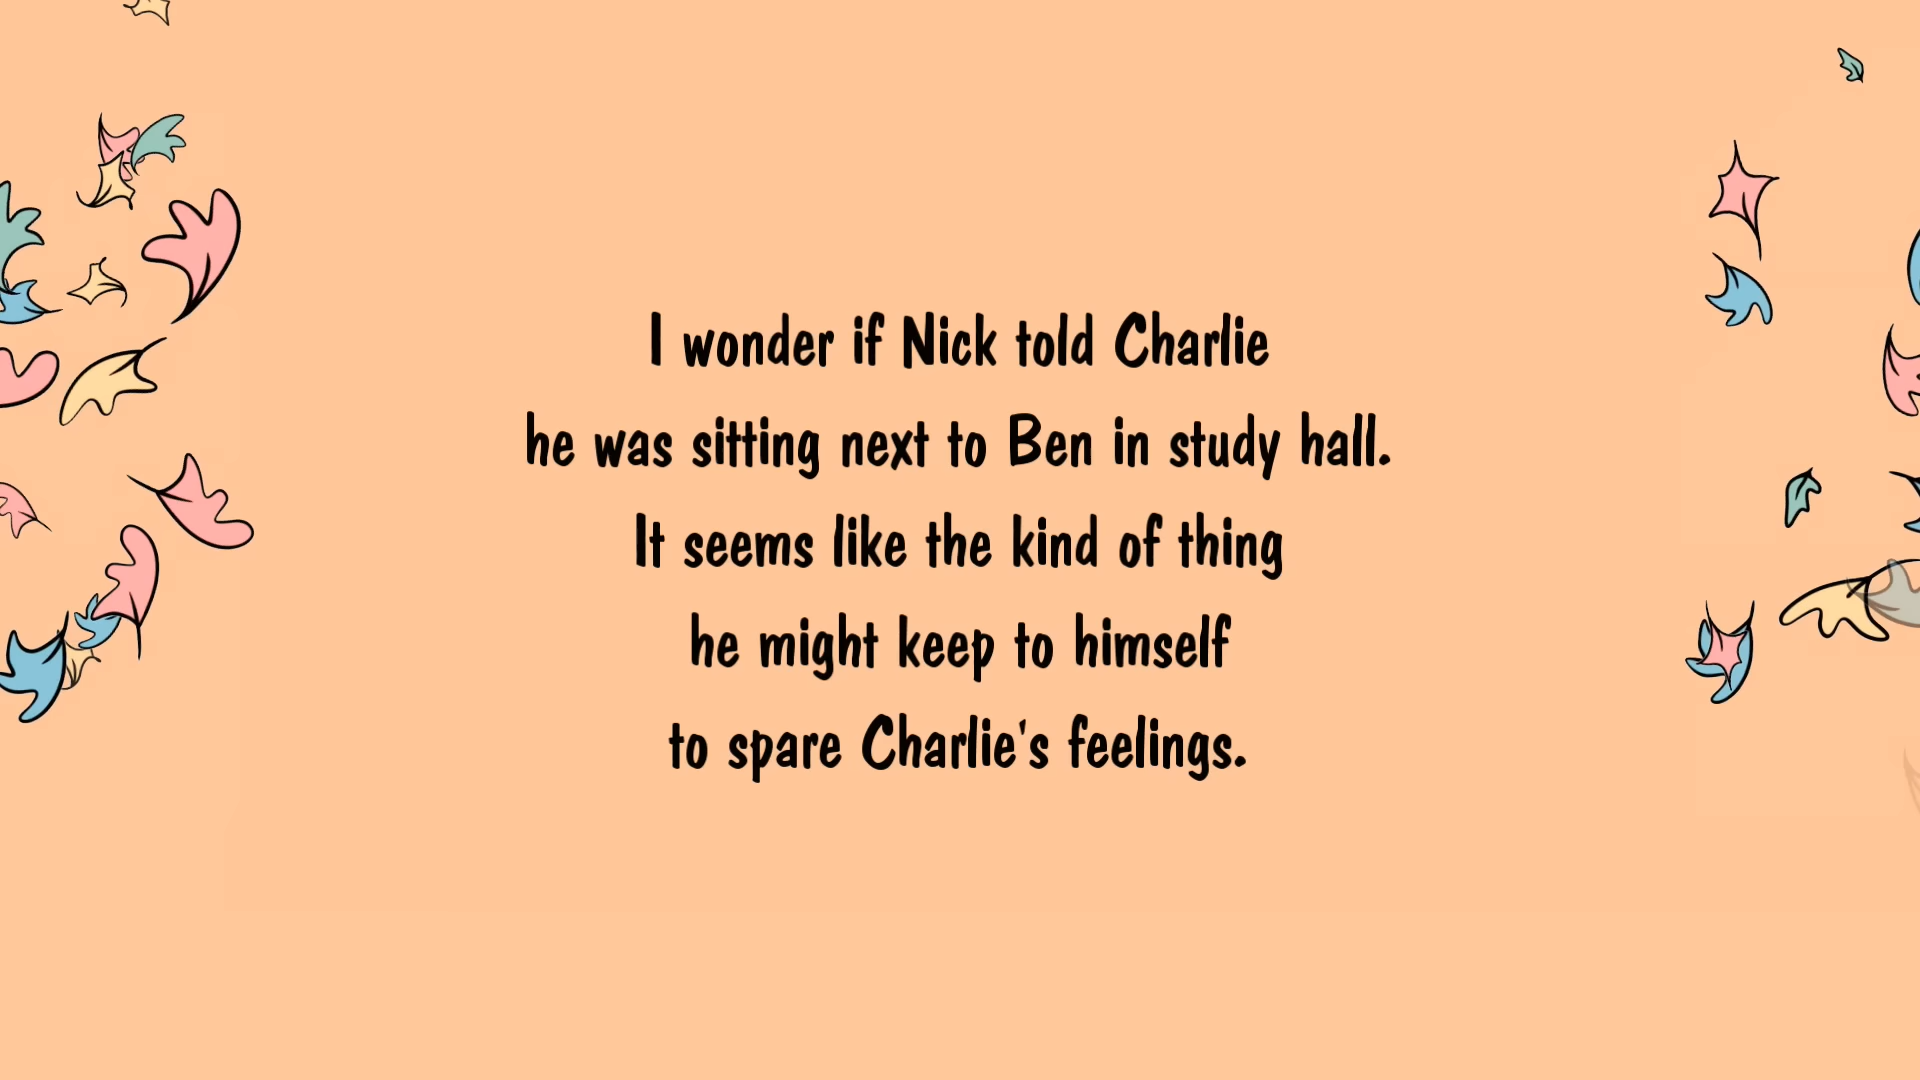 I wonder if Nick told Charlie
he was sitting next to Ben in study hall.
It seems like the kind of thing
he might keep to himself
to spare Charlie's feelings.